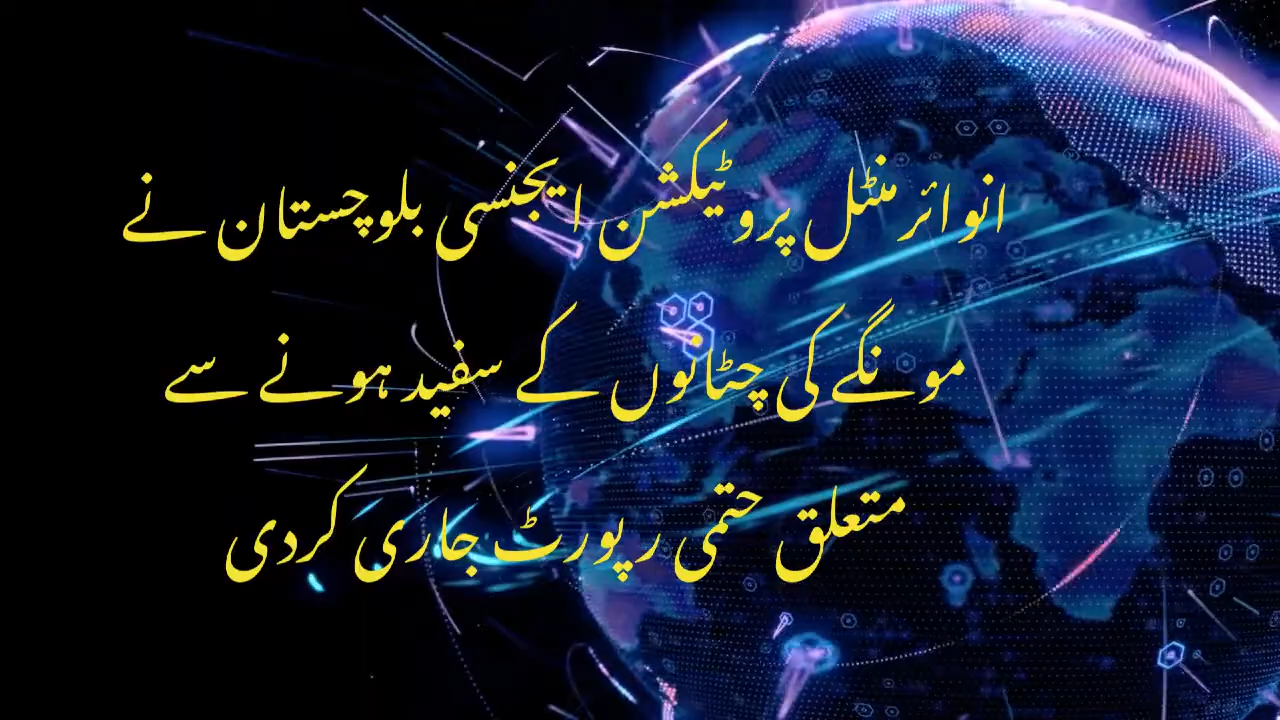 انوائرمنٹل پروٹیکشن ایجنسی بلوچستان نے
مونگے کی چٹانوں کے سفید ہونے سے
متعلق حتمی رپورٹ جاری کردی